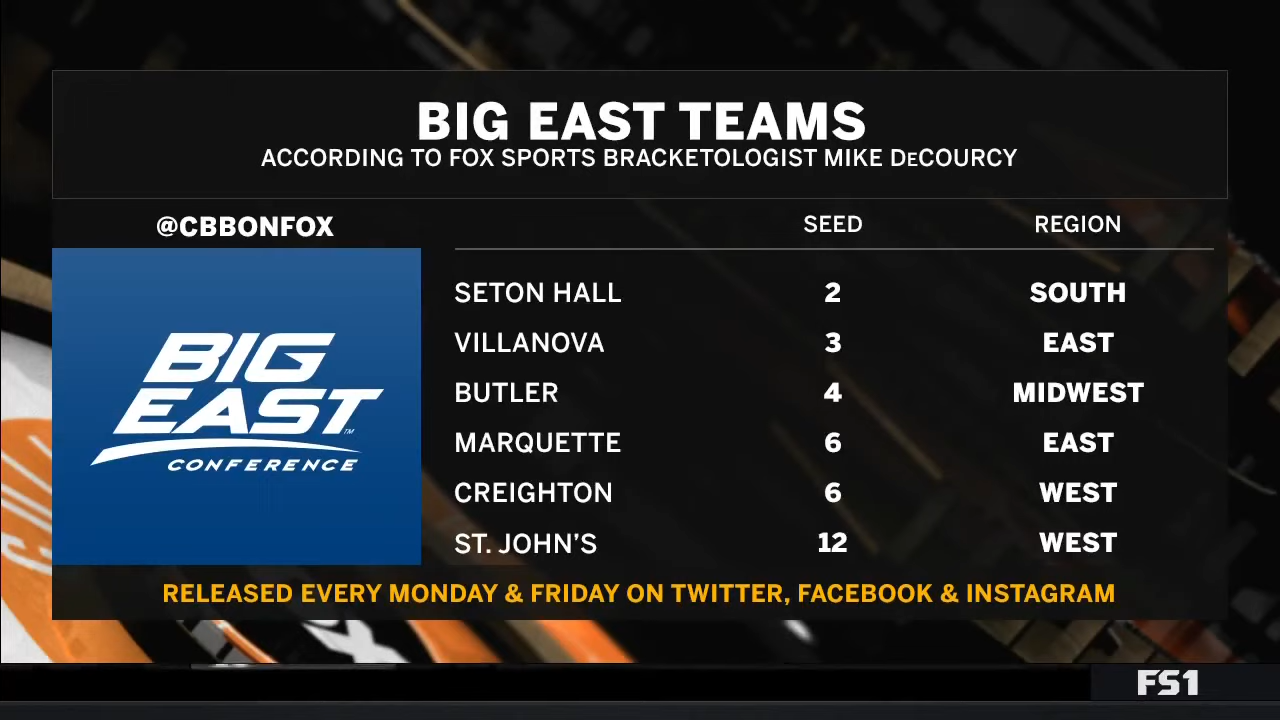 BIG EAST TEAMS
ACCORDING TO FOX SPORTS BRACKETOLOGIST MIKE DeCOURCY
@CBBONFOX SEED REGION
SETON HALL 2 SOUTH
VILLANOVA 3 EAST
BUTLER 4 MIDWEST
MARQUETTE 6 EAST
CREIGHTON 6 WEST
ST. JOHN'S 12 WEST
BIG
EAST™
CONFERENCE
RELEASED EVERY MONDAY & FRIDAY ON TWITTER, FACEBOOK & INSTAGRAM
FS1